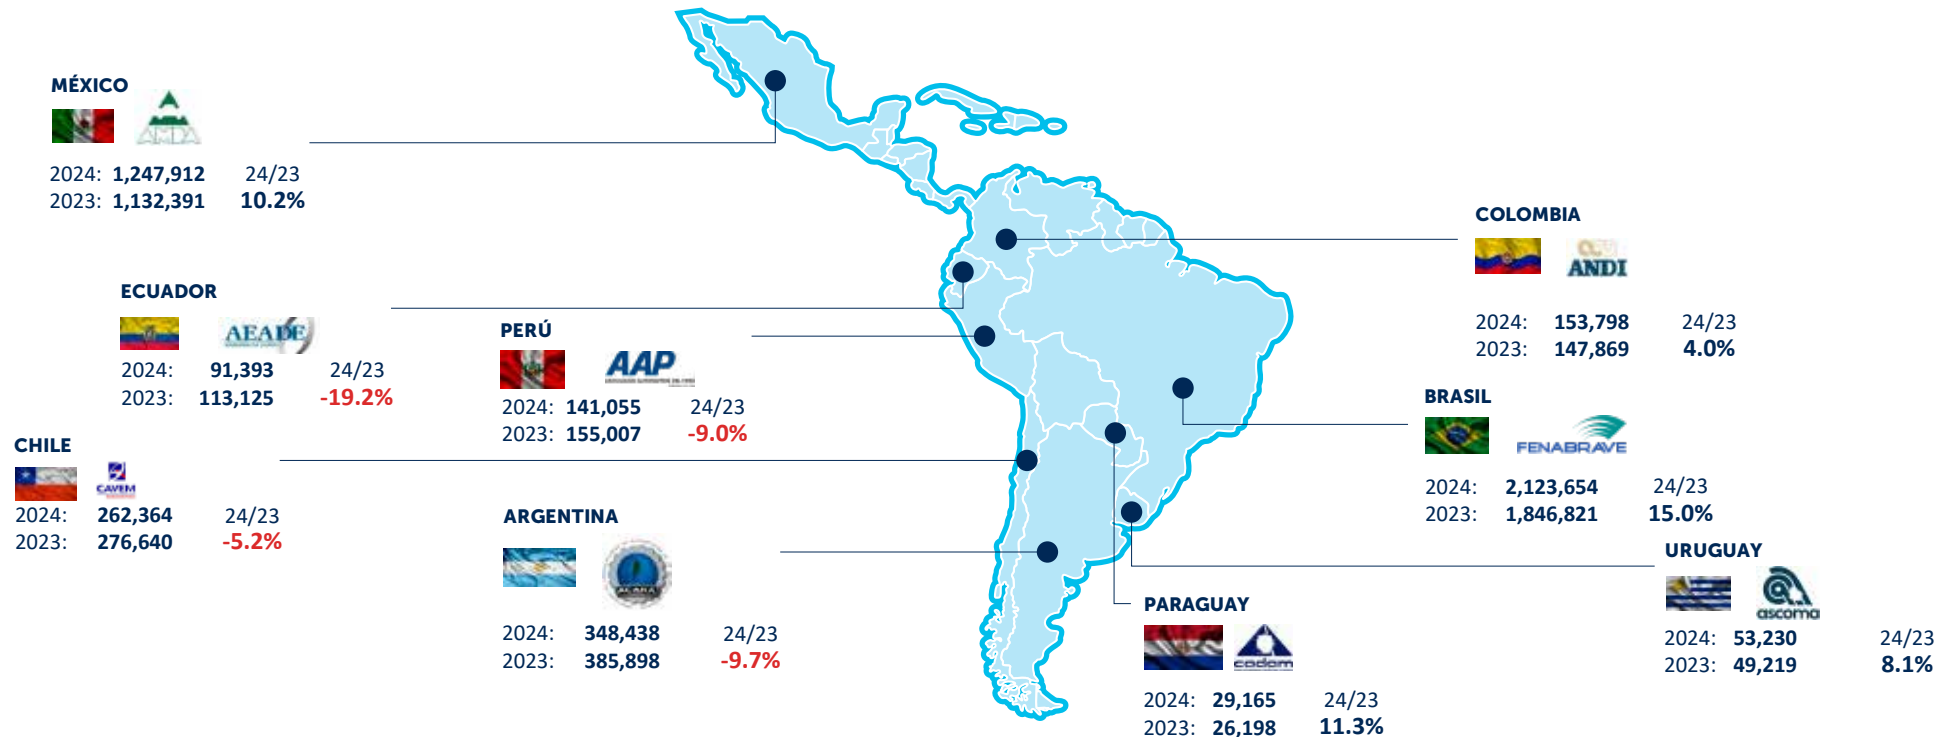 MÉXICO
AMDA
2024: 1,247,912 24/23
2023: 1,132,391 10.2%
COLOMBIA
ANDI
2024: 153,798 24/23
2023: 147,869 4.0%
ECUADOR
AEADE
2024: 91,393 24/23
2023: 113,125 -19.2%
PERÚ
AAP
2024: 141,055 24/23
2023: 155,007 -9.0%
BRASIL
FENABRAVE
2024: 2,123,654 24/23
2023: 1,846,821 15.0%
CHILE
CAVEM
2024: 262,364 24/23
2023: 276,640 -5.2%
ARGENTINA
ACARA
2024: 348,438 24/23
2023: 385,898 -9.7%
URUGUAY
ascoma
2024: 53,230 24/23
2023: 49,219 8.1%
PARAGUAY
cadam
2024: 29,165 24/23
2023: 26,198 11.3%